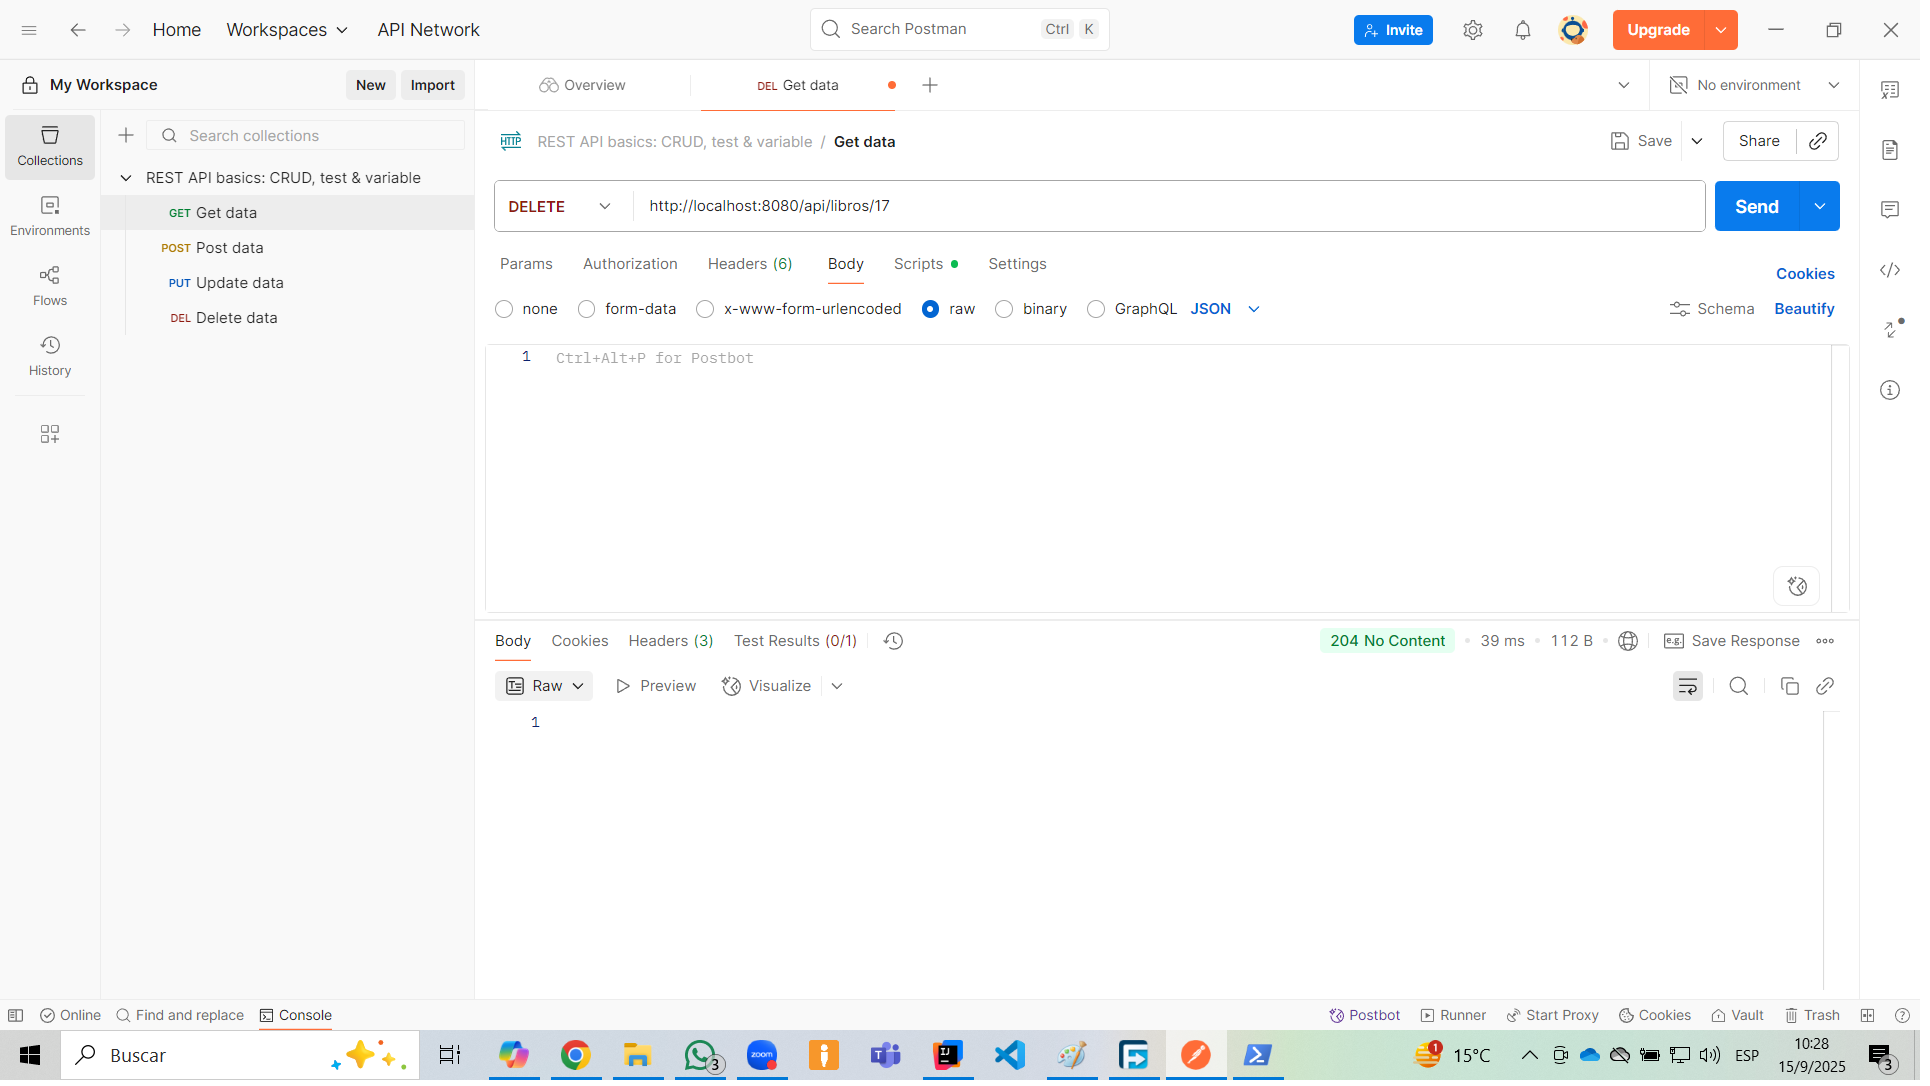 Home Workspaces API Network Search Postman Ctrl K Invite Upgrade
My Workspace New Import Overview DEL Get data No environment
Collections
Environments
Flows
History
Search collections
REST API basics: CRUD, test & variable
GET Get data
POST Post data
PUT Update data
DEL Delete data
HTTP REST API basics: CRUD, test & variable / Get data Save Share
DELETE http://localhost:8080/api/libros/17 Send
Params Authorization Headers (6) Body Scripts Settings Cookies
none form-data x-www-form-urlencoded raw binary GraphQL JSON Schema Beautify
1 Ctrl+Alt+P for Postbot
Body Cookies Headers (3) Test Results (0/1) 204 No Content 39 ms 112 B e.g. Save Response
Raw Preview Visualize
1
Online Find and replace Console Postbot Runner Start Proxy Cookies Vault Trash
Buscar 3 zoom IJ 1 15°C ESP 10:28
15/9/2025 3